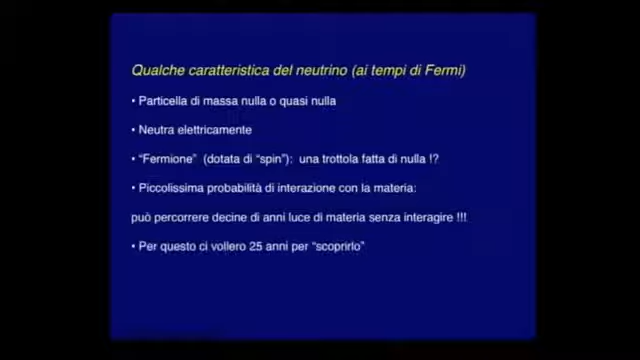 Qualche caratteristica del neutrino (ai tempi di Fermi)
• Particella di massa nulla o quasi nulla
• Neutra elettricamente
• “Fermione” (dotata di “spin”): una trottola fatta di nulla !?
• Piccolissima probabilità di interazione con la materia:
può percorrere decine di anni luce di materia senza interagire !!!
• Per questo ci vollero 25 anni per “scoprirlo”